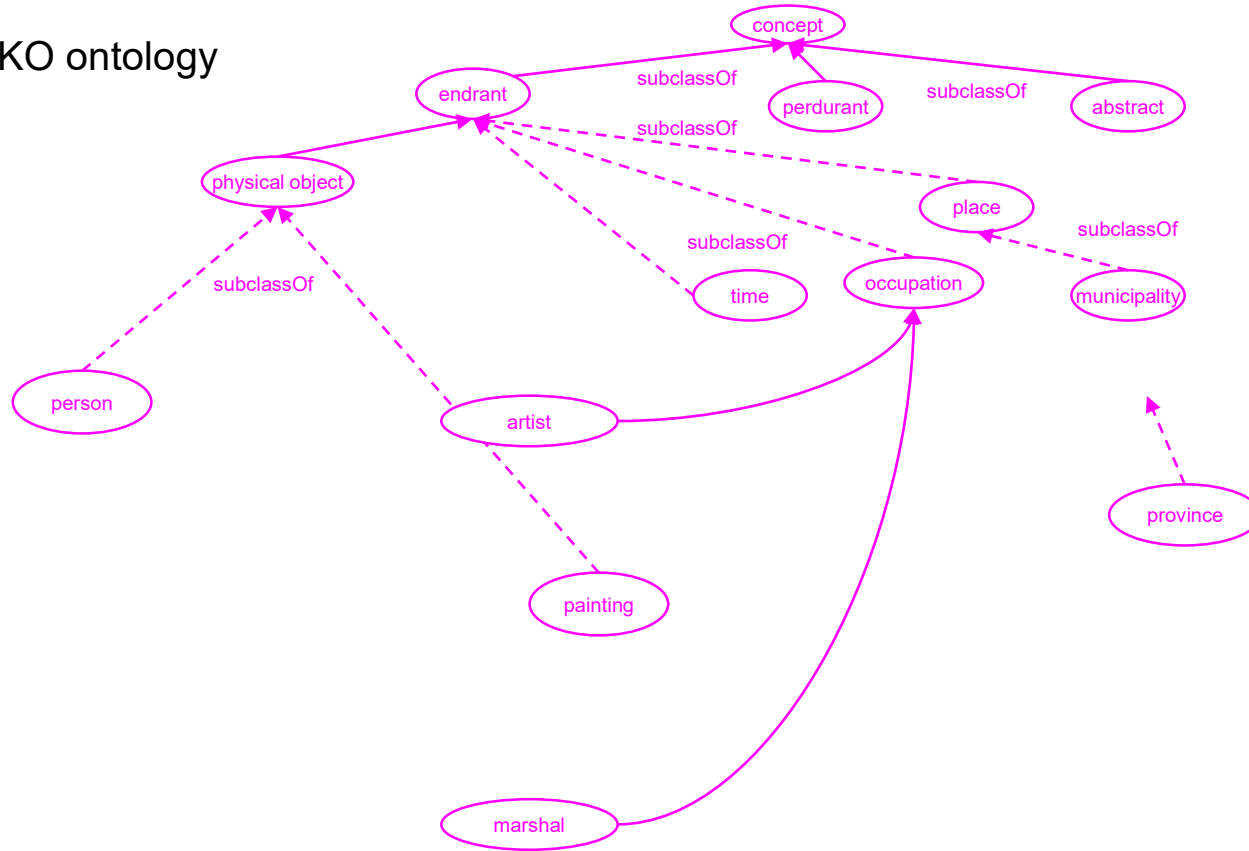 concept
KO ontology
subclassOf
endrant
subclassOf
perdurant
abstract
subclassOf
physical object
place
subclassOf
subclassOf
subclassOf
time
occupation
municipality
person
artist
province
painting
marshal